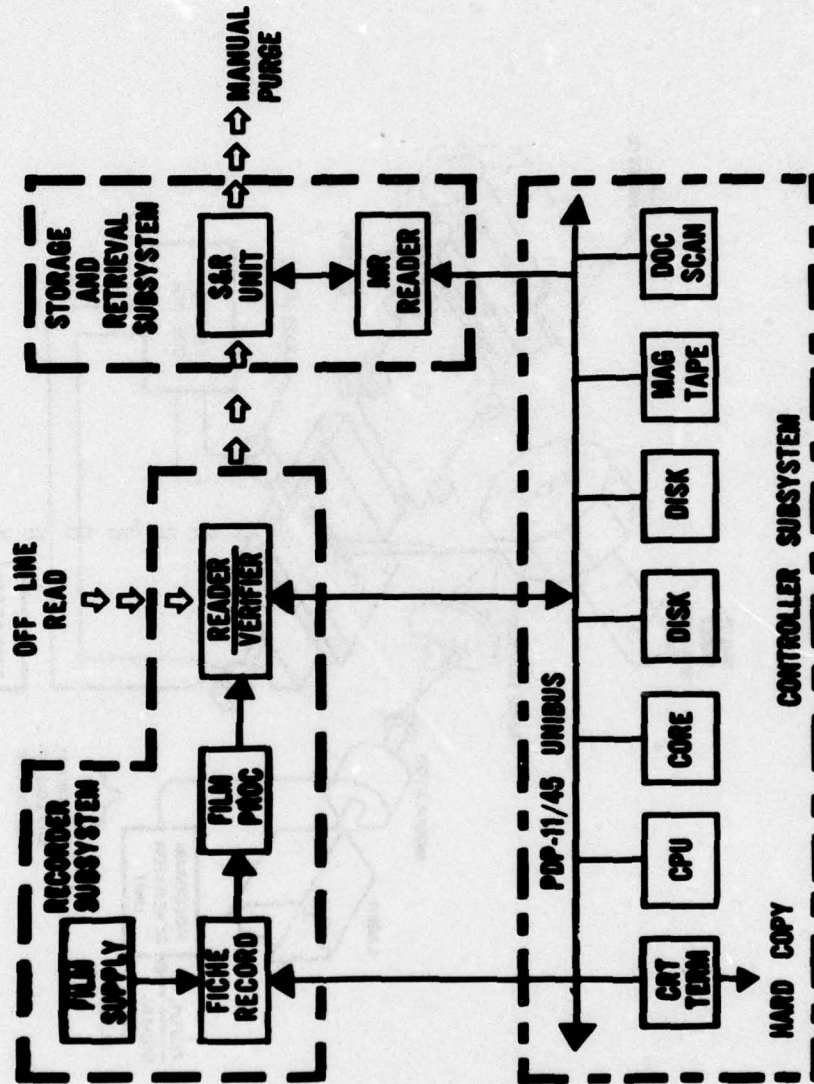 OFF LINE
READ
RECORDER
SUBSYSTEM
FILM
SUPPLY
FICHE
RECORD
FILM
PROC
READER
VERIFIER
STORAGE
AND
RETRIEVAL
SUBSYSTEM
S&R
UNIT
MR
READER
MANUAL
PURGE
PDP-11/45 UNIBUS
CRT
TERM
CPU
CORE
DISK
DISK
MAG
TAPE
DOC
SCAN
HARD COPY
CONTROLLER SUBSYSTEM